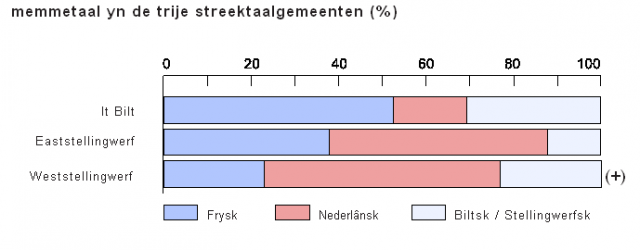 memmetaal yn de trije streektaalgemeenten (%)
0 20 40 60 80 100
It Bilt
Eaststellingwerf
Weststellingwerf (+)
Frysk Nederlânsk Biltsk / Stellingwerfsk